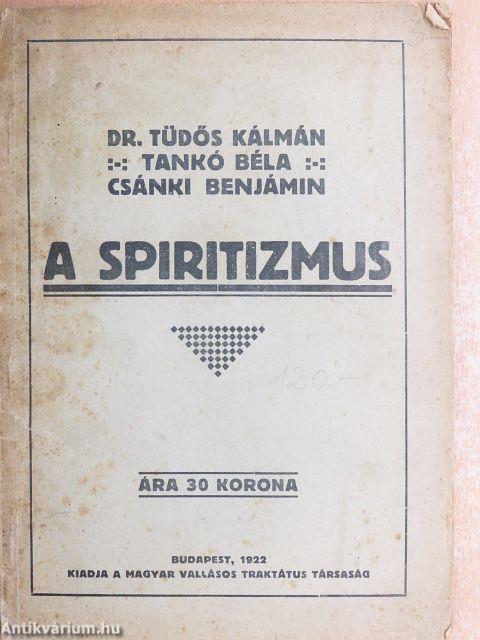 DR. TÜDŐS KÁLMÁN
:-: TANKÓ BÉLA :-:
CSÁNKI BENJÁMIN
A SPIRITIZMUS
120.-
ÁRA 30 KORONA
BUDAPEST, 1922
KIADJA A MAGYAR VALLÁSOS TRAKTÁTUS TÁRSASÁG
Antikvárium.hu